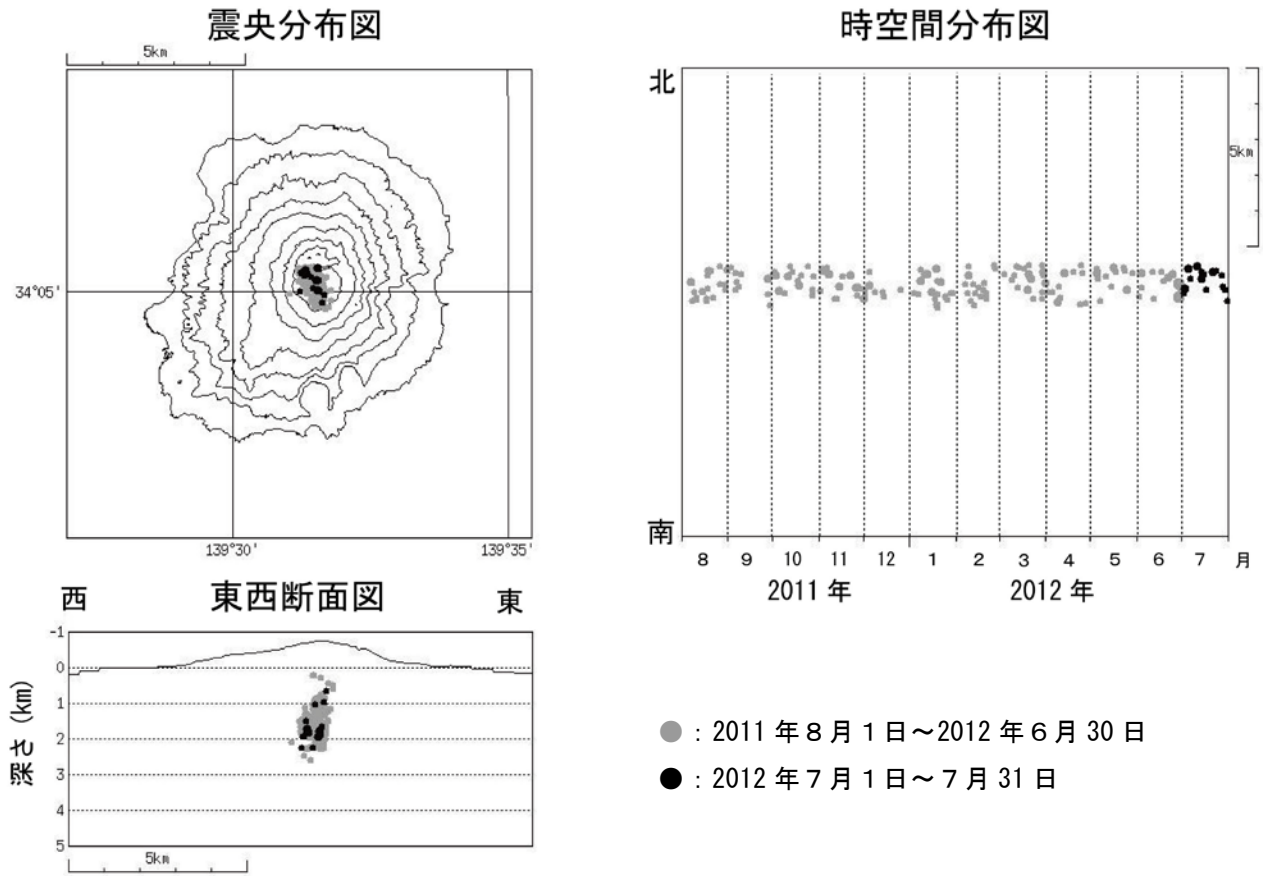 震央分布図
5km
34°05'
139°30'
139°35'
時空間分布図
北
5km
南
8 9 10 11 12 1 2 3 4 5 6 7 月
2011 年 2012 年
西 東西断面図 東
-1
0
1
2
3
4
5
深さ (km)
5km
● : 2011 年 8 月 1 日～2012 年 6 月 30 日
● : 2012 年 7 月 1 日～ 7 月 31 日